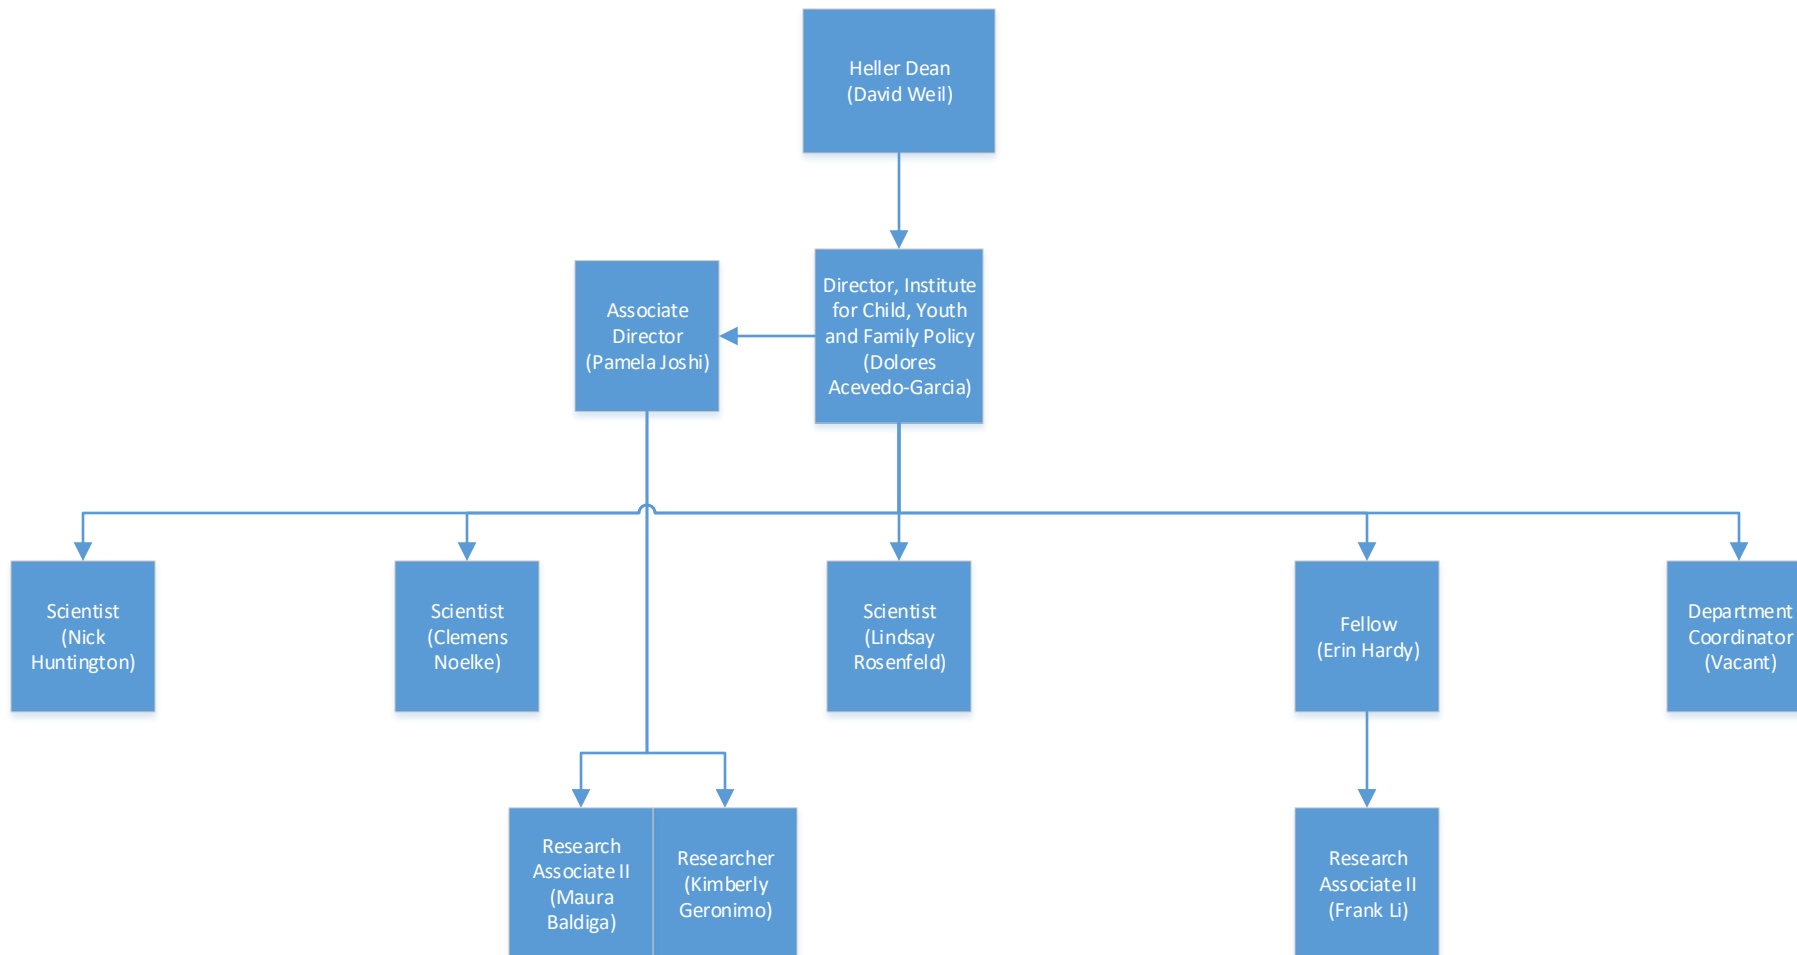 Heller Dean
(David Weil)
Associate
Director
(Pamela Joshi)
Director, Institute
for Child, Youth
and Family Policy
(Dolores
Acevedo-Garcia)
Scientist
(Nick
Huntington)
Scientist
(Clemens
Noelke)
Scientist
(Lindsay
Rosenfeld)
Fellow
(Erin Hardy)
Department
Coordinator
(Vacant)
Research
Associate II
(Maura
Baldiga)
Researcher
(Kimberly
Geronimo)
Research
Associate II
(Frank Li)